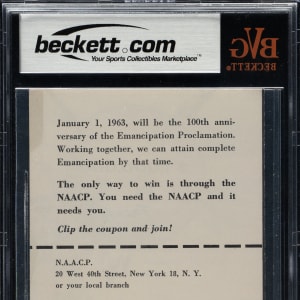 beckett.com
Your Sports Collectibles Marketplace™
BVG
BECKETT™
January 1, 1963, will be the 100th anni-
versary of the Emancipation Proclamation.
Working together, we can attain complete
Emancipation by that time.
The only way to win is through the
NAACP. You need the NAACP and it
needs you.
Clip the coupon and join!
N.A.A.C.P.
20 West 40th Street, New York 18, N. Y.
or your local branch